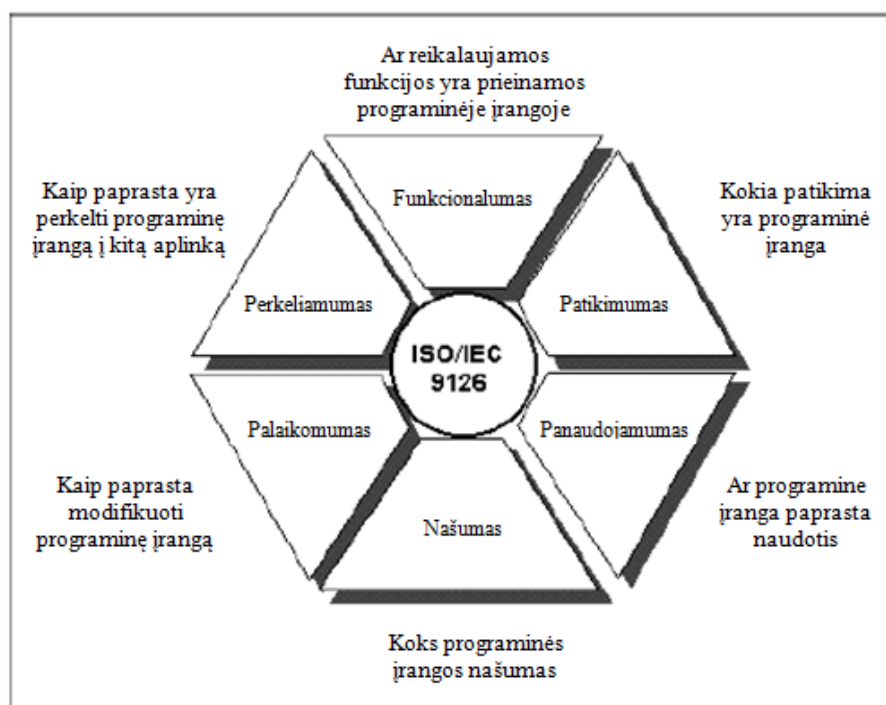 Ar reikalaujamos
funkcijos yra prieinamos
programinėje įrangoje
Funkcionalumas
Kokia patikima
yra programinė
įranga
Patikimumas
Ar programine
įranga paprasta
naudotis
Panaudojamumas
Koks programinės
įrangos našumas
Našumas
Kaip paprasta
modifikuoti
programinę įrangą
Palaikomumas
Kaip paprasta yra
perkelti programinę
įrangą į kitą aplinką
Perkeliamumas
ISO/IEC
9126